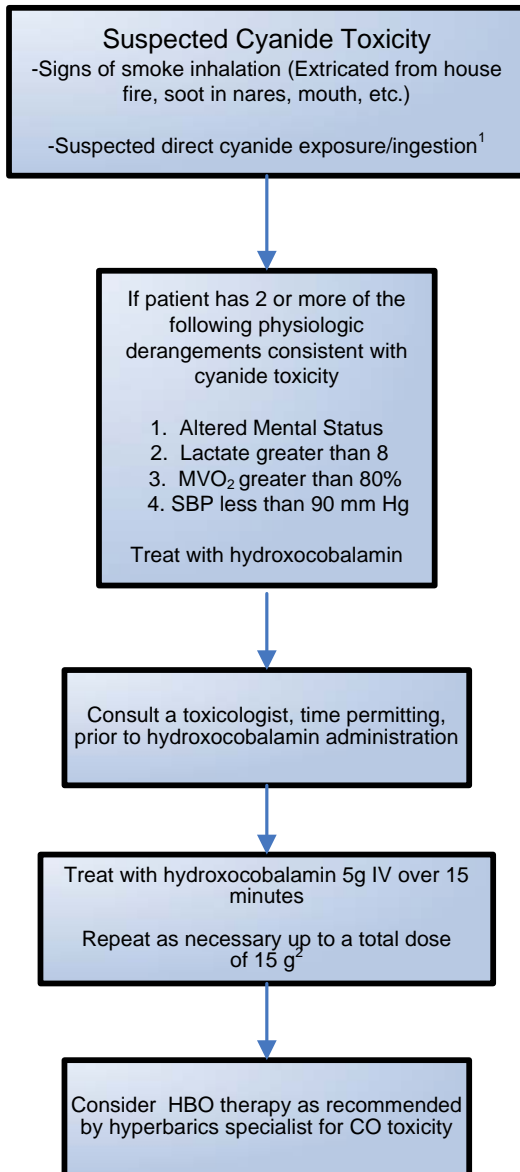 Suspected Cyanide Toxicity
-Signs of smoke inhalation (Extricated from house
fire, soot in nares, mouth, etc.)
-Suspected direct cyanide exposure/ingestion¹
If patient has 2 or more of the
following physiologic
derangements consistent with
cyanide toxicity
1. Altered Mental Status
2. Lactate greater than 8
3. MVO₂ greater than 80%
4. SBP less than 90 mm Hg
Treat with hydroxocobalamin
Consult a toxicologist, time permitting,
prior to hydroxocobalamin administration
Treat with hydroxocobalamin 5g IV over 15
minutes
Repeat as necessary up to a total dose
of 15 g²
Consider HBO therapy as recommended
by hyperbarics specialist for CO toxicity